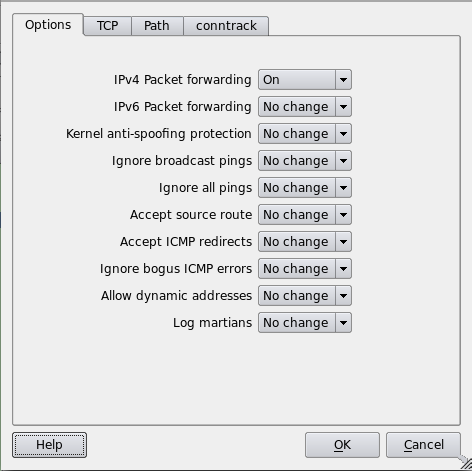 Options TCP Path conntrack
IPv4 Packet forwarding On
IPv6 Packet forwarding No change
Kernel anti-spoofing protection No change
Ignore broadcast pings No change
Ignore all pings No change
Accept source route No change
Accept ICMP redirects No change
Ignore bogus ICMP errors No change
Allow dynamic addresses No change
Log martians No change
Help OK Cancel